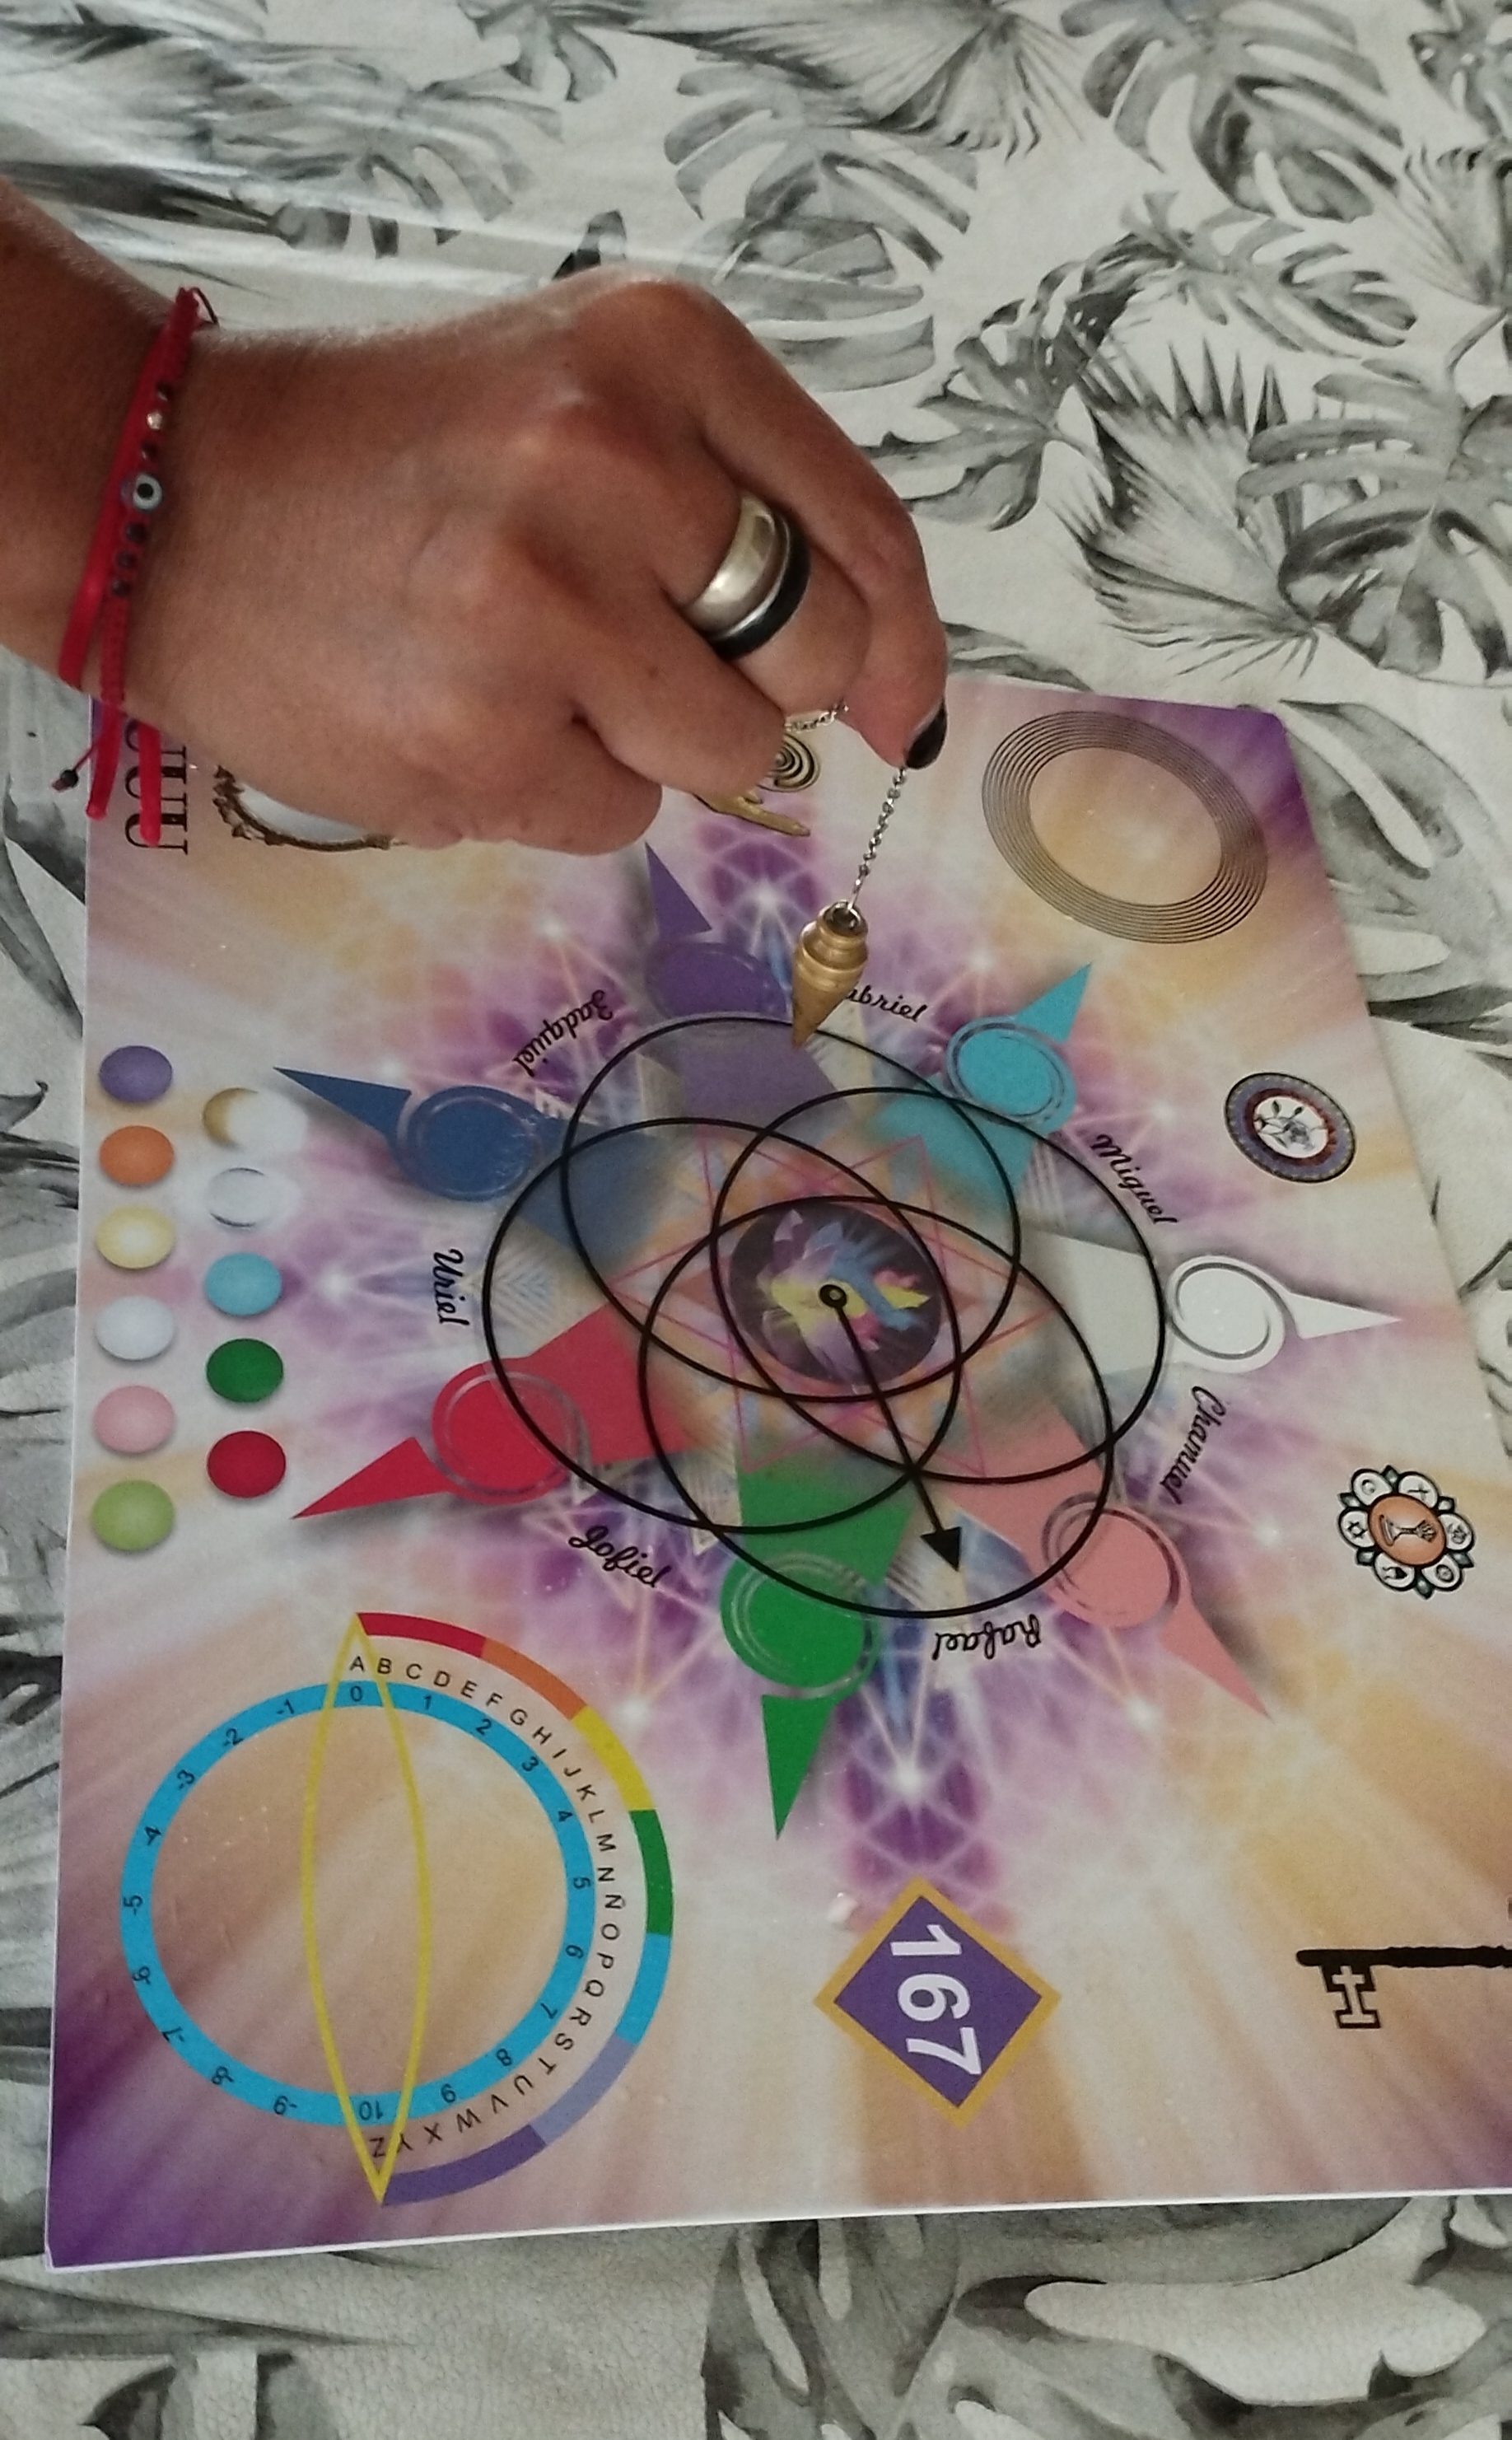 Zadquiel
abriel
Miguel
Uriel
Chamuel
Jofiel
Rafael
A B C D E F G H I J K L M N Ñ O P Q R S T U V W X Y Z
0 1 2 3 4 5 6 7 8 9 10
-1 -2 -3 -4 -5 -6 -7 -8 -9
167